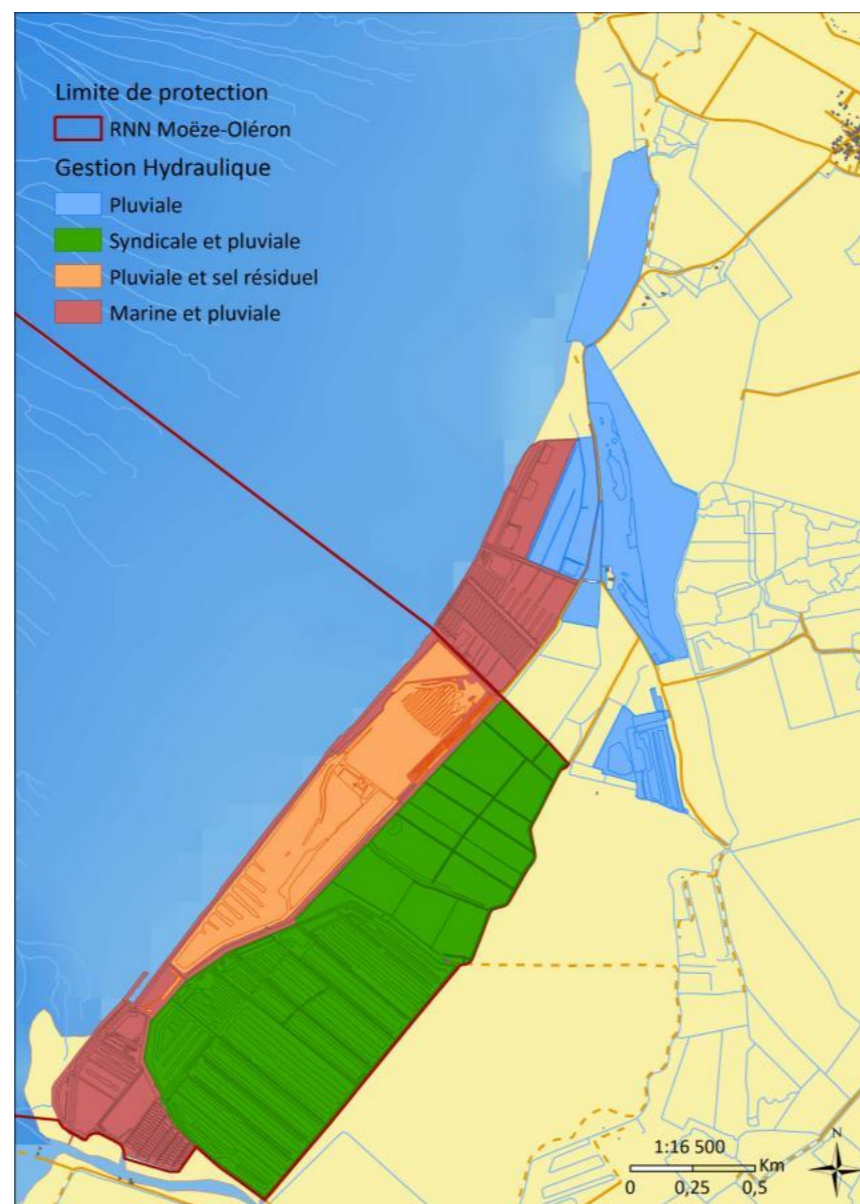 Limite de protection
RNN Moëze-Oléron
Gestion Hydraulique
Pluviale
Syndicale et pluviale
Pluviale et sel résiduel
Marine et pluviale
N
1:16 500
Km
0 0,25 0,5